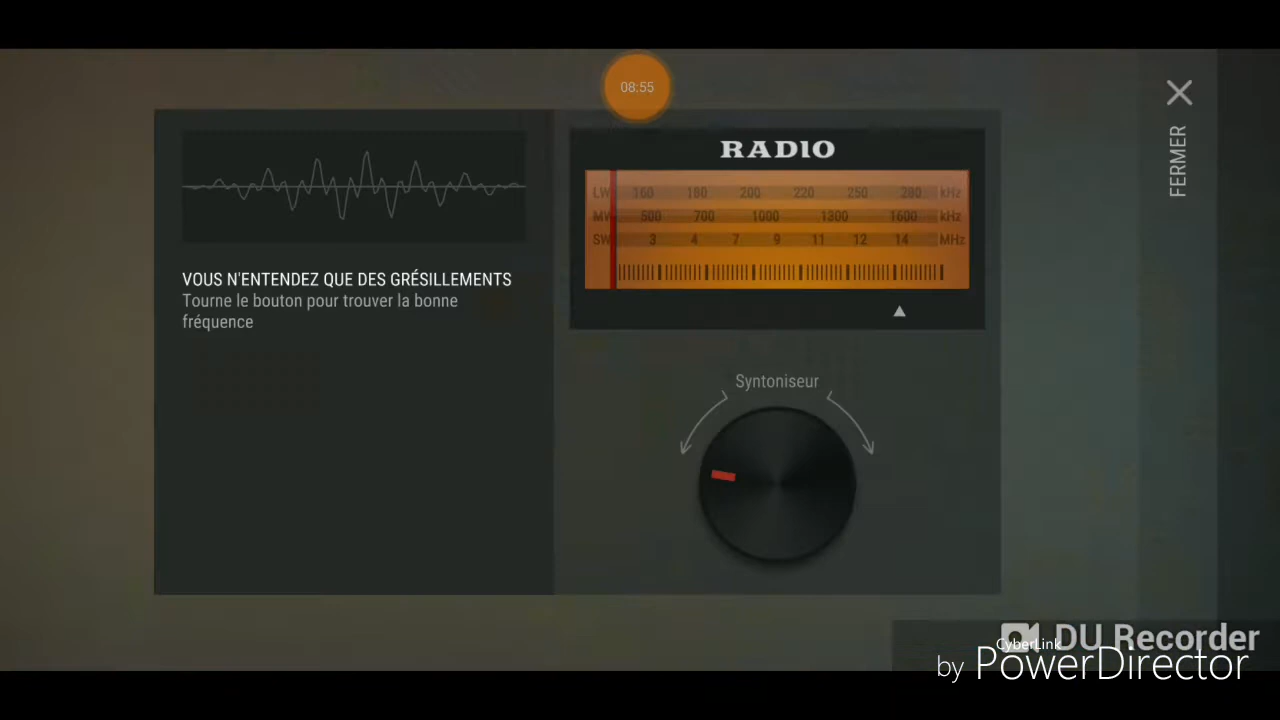 08:55
FERMER
RADIO
LW 160 180 200 220 250 280 kHz
MW 500 700 1000 1300 1600 kHz
SW 3 4 7 9 11 12 14 MHz
VOUS N'ENTENDEZ QUE DES GRÉSILLEMENTS
Tourne le bouton pour trouver la bonne
fréquence
Syntoniseur
DU Recorder
CyberLink
by PowerDirector